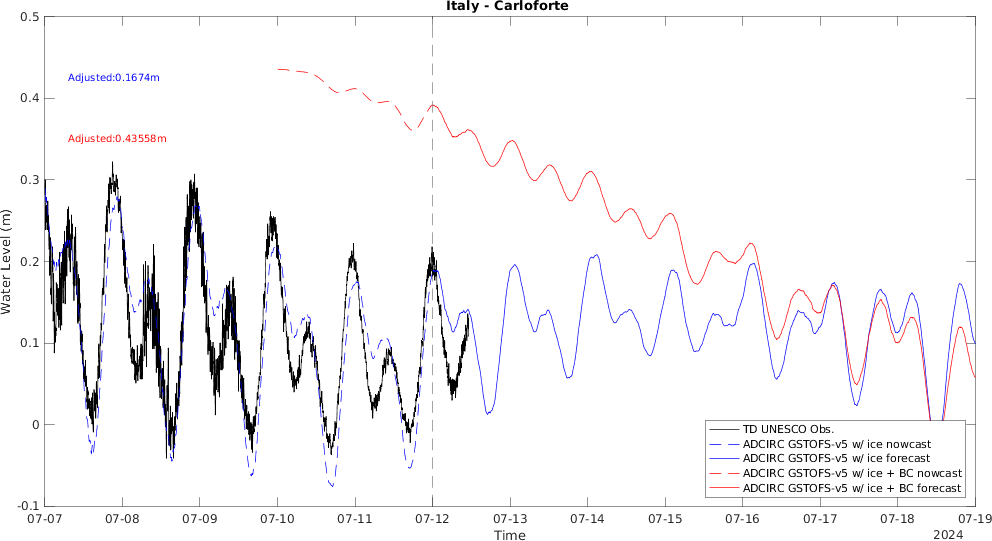 Italy - Carloforte
0.5
0.4
0.3
0.2
0.1
0
-0.1
Water Level (m)
Adjusted:0.1674m
Adjusted:0.43558m
TD UNESCO Obs.
ADCIRC GSTOFS-v5 w/ ice nowcast
ADCIRC GSTOFS-v5 w/ ice forecast
ADCIRC GSTOFS-v5 w/ ice + BC nowcast
ADCIRC GSTOFS-v5 w/ ice + BC forecast
07-07 07-08 07-09 07-10 07-11 07-12 07-13 07-14 07-15 07-16 07-17 07-18 07-19
Time
2024